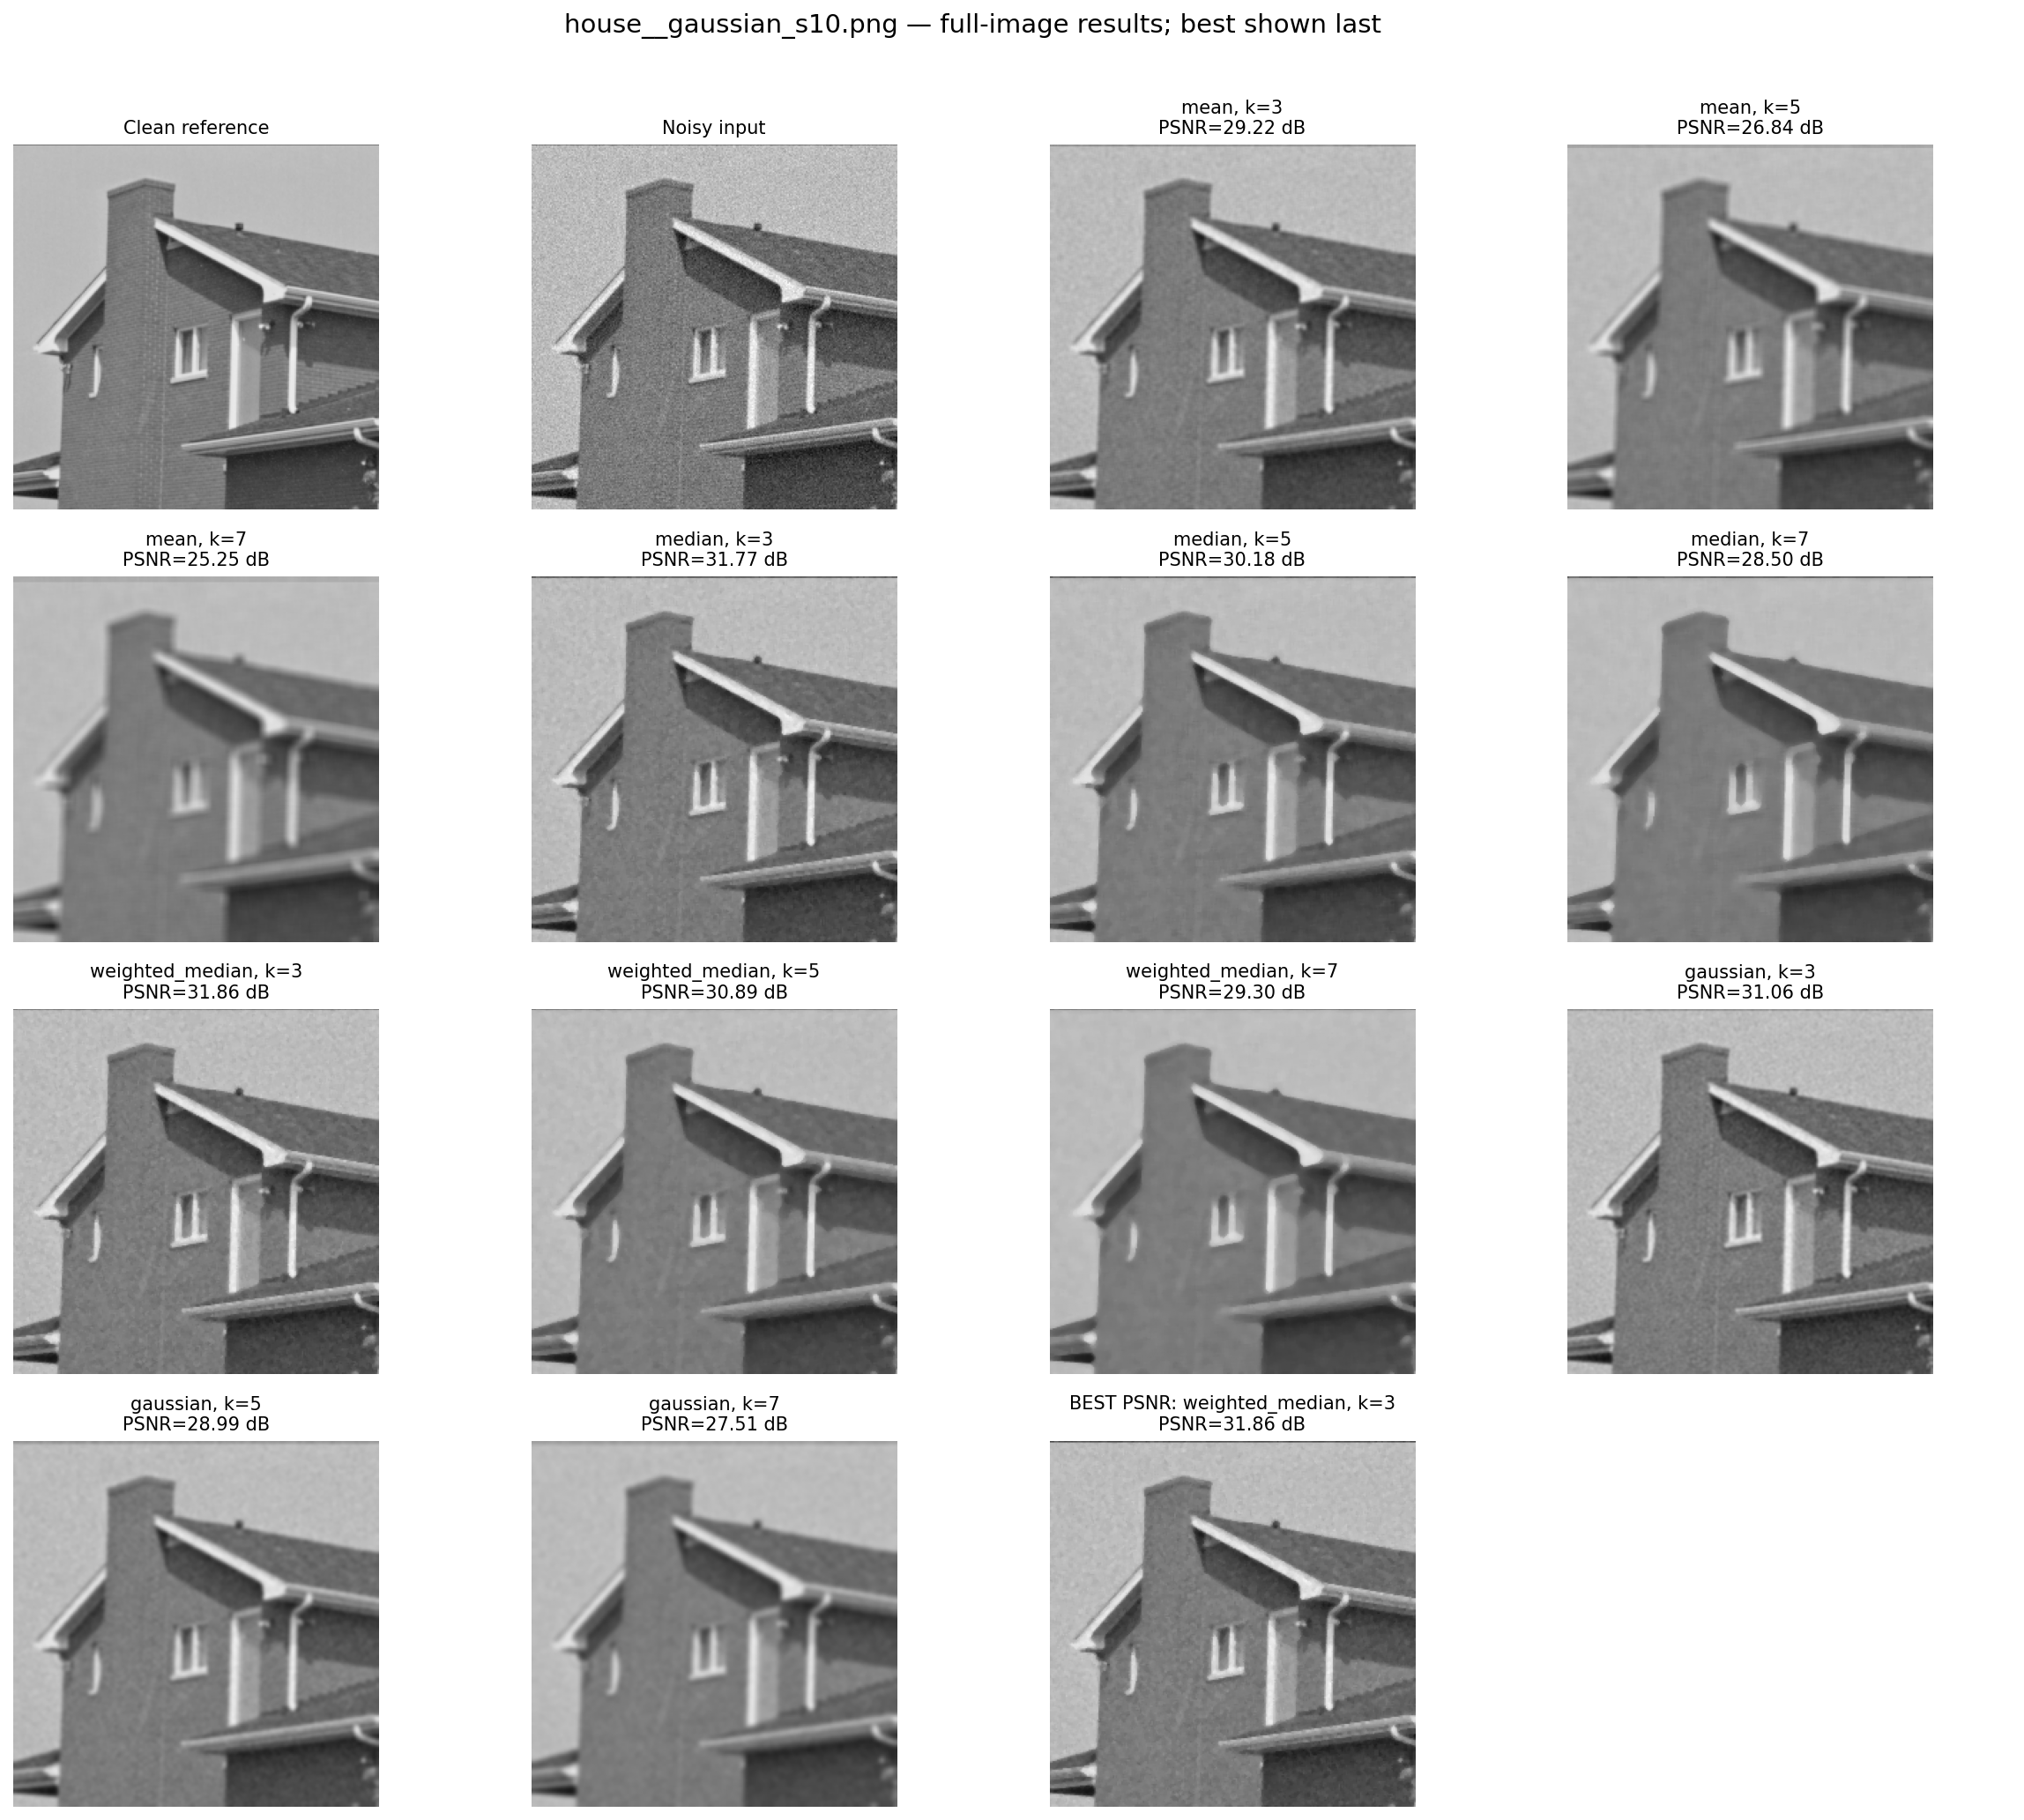 house__gaussian_s10.png — full-image results; best shown last
Clean reference
Noisy input
mean, k=3
PSNR=29.22 dB
mean, k=5
PSNR=26.84 dB
mean, k=7
PSNR=25.25 dB
median, k=3
PSNR=31.77 dB
median, k=5
PSNR=30.18 dB
median, k=7
PSNR=28.50 dB
weighted_median, k=3
PSNR=31.86 dB
weighted_median, k=5
PSNR=30.89 dB
weighted_median, k=7
PSNR=29.30 dB
gaussian, k=3
PSNR=31.06 dB
gaussian, k=5
PSNR=28.99 dB
gaussian, k=7
PSNR=27.51 dB
BEST PSNR: weighted_median, k=3
PSNR=31.86 dB